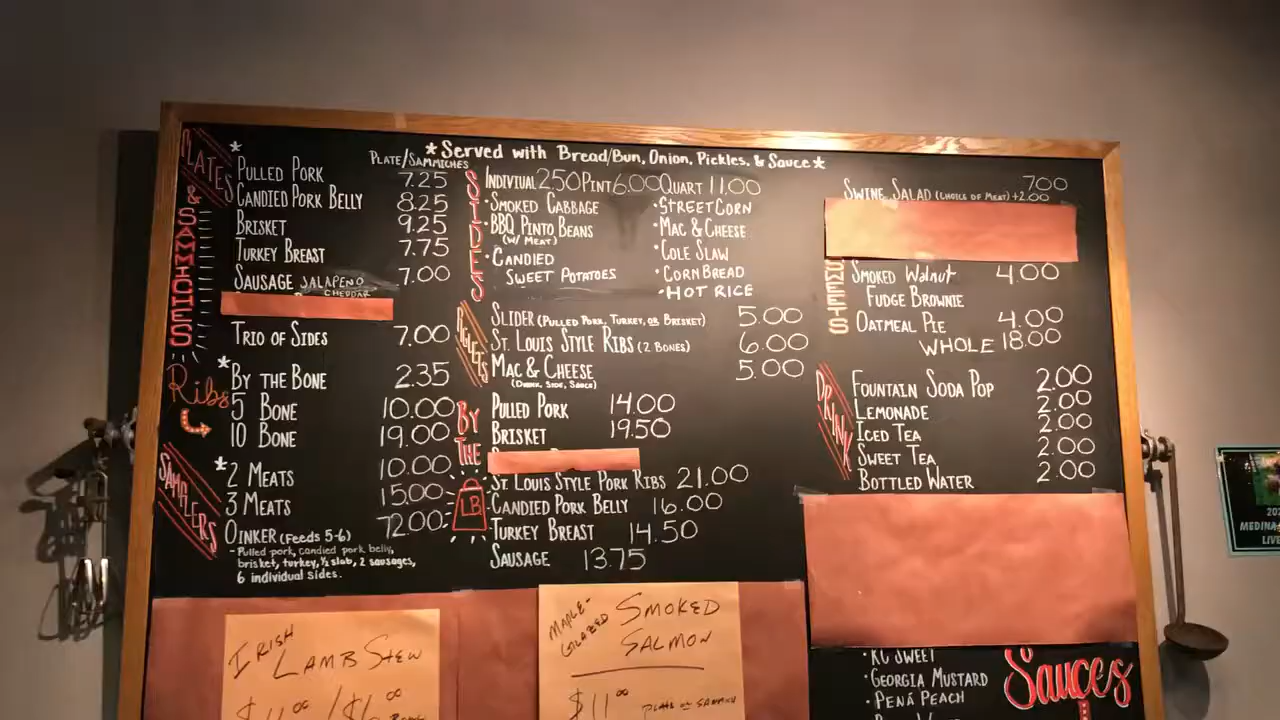 PLATES & SAMMICHES
*Served with Bread/Bun, Onion, Pickles, & Sauce*
PLATE/SAMMICHES
*
PULLED PORK 7.25
CANDIED PORK BELLY 8.25
BRISKET 9.25
TURKEY BREAST 7.75
SAUSAGE JALAPENO 7.00
CHEDDAR
TRIO OF SIDES 7.00
Ribs
*BY THE BONE 2.35
5 BONE 10.00
10 BONE 19.00
SAMPLERS
*2 MEATS 10.00
3 MEATS 15.00
OINKER (FEEDS 5-6) 72.00
- Pulled pork, candied pork belly,
brisket, turkey, ½ slab, 2 sausages,
6 individual sides.
SIDES
INDIVIUAL 2.50 PINT 6.00 QUART 11.00
·SMOKED CABBAGE
·BBQ PINTO BEANS
(W/ MEAT)
·CANDIED
SWEET POTATOES
·STREET CORN
·MAC & CHEESE
·COLE SLAW
·CORN BREAD
·HOT RICE
PIGLETS
SLIDER (PULLED PORK, TURKEY, OR BRISKET) 5.00
ST. LOUIS STYLE RIBS (2 BONES) 6.00
MAC & CHEESE 5.00
(DRINK, SIDE, SAUCE)
BY THE LB
PULLED PORK 14.00
BRISKET 19.50
ST. LOUIS STYLE PORK RIBS 21.00
CANDIED PORK BELLY 16.00
TURKEY BREAST 14.50
SAUSAGE 13.75
SWINE SALAD (CHOICE OF MEAT) +2.00 7.00
SWEETS
SMOKED WALNUT 4.00
FUDGE BROWNIE
OATMEAL PIE 4.00
WHOLE 18.00
DRINK
FOUNTAIN SODA POP 2.00
LEMONADE 2.00
ICED TEA 2.00
SWEET TEA 2.00
BOTTLED WATER 2.00
IRISH
LAMB STEW
MAPLE-
GLAZED
SMOKED
SALMON
$11.00 PLATE OR SAMMICH
Sauces
·KC SWEET
·GEORGIA MUSTARD
·PENÁ PEACH
202
MEDINA
LIVE